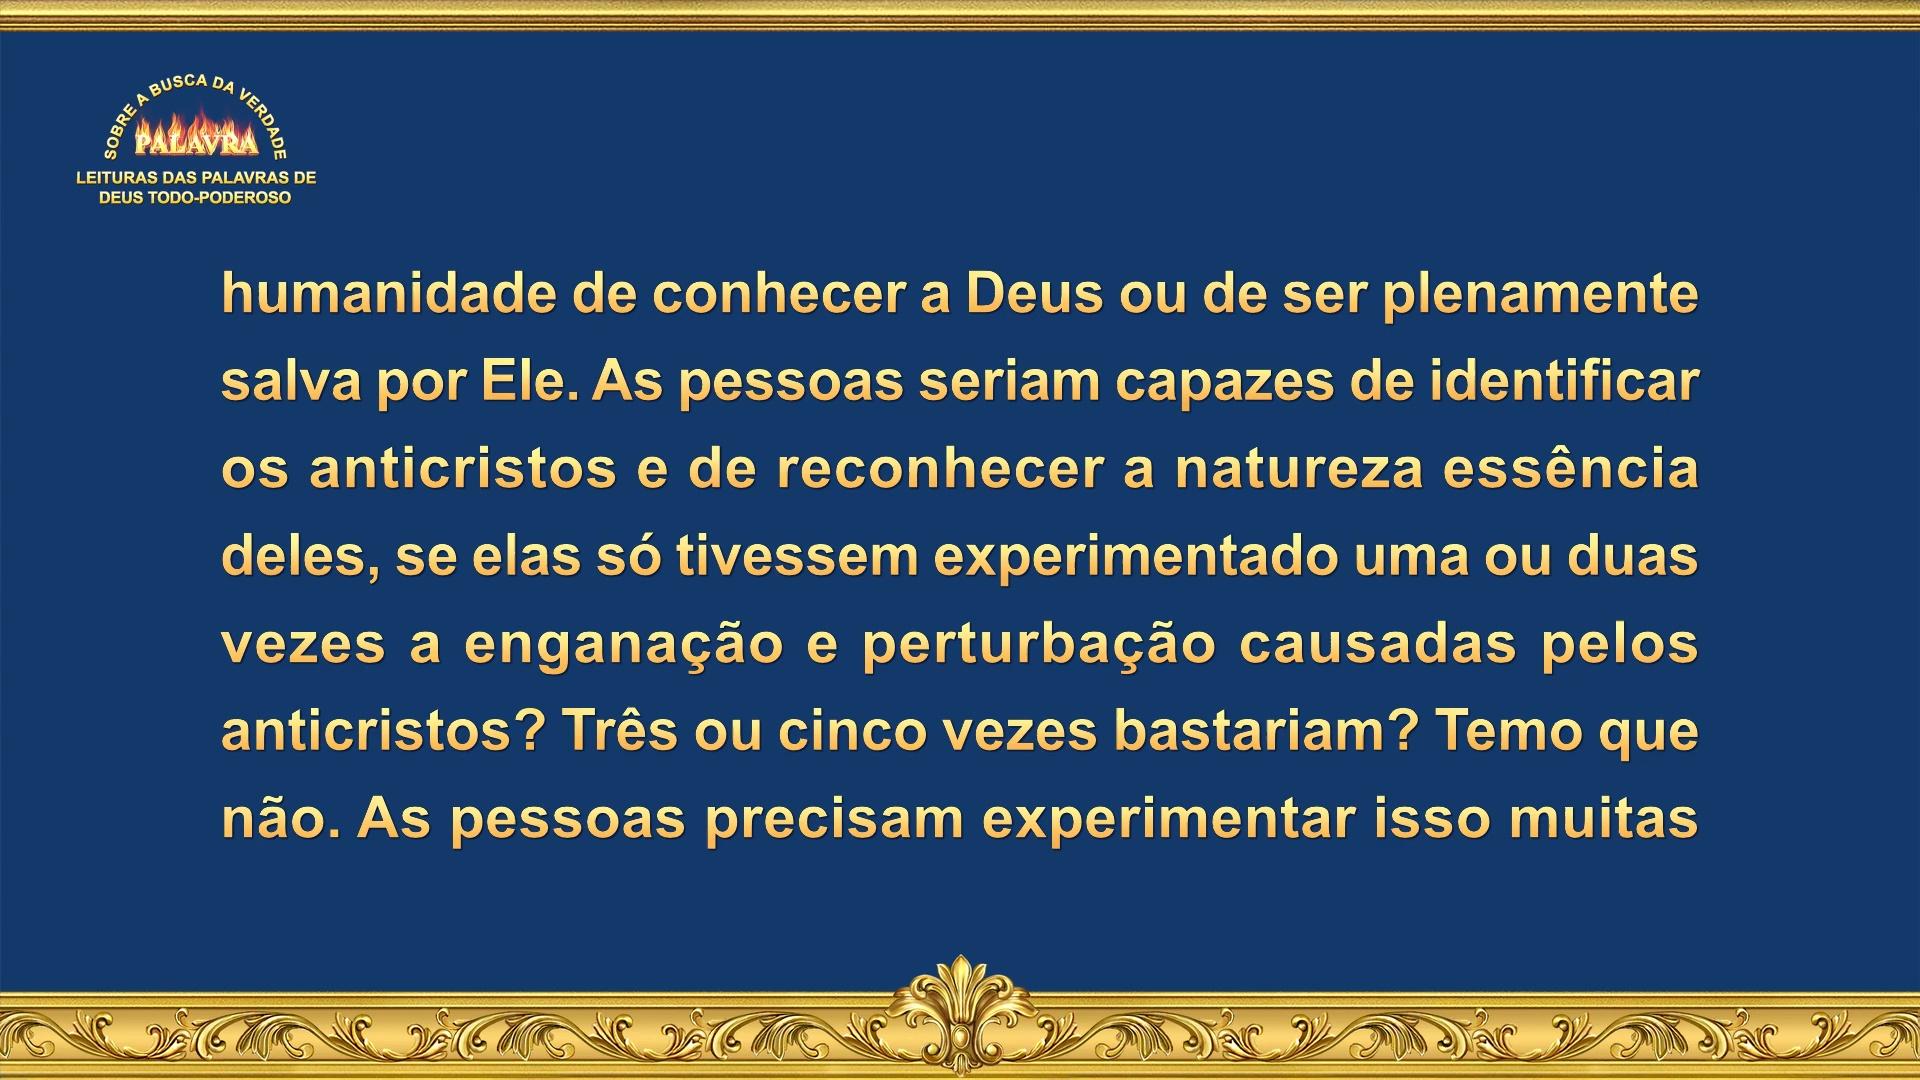 SOBRE A BUSCA DA VERDADE
PALAVRA
LEITURAS DAS PALAVRAS DE
DEUS TODO-PODEROSO
humanidade de conhecer a Deus ou de ser plenamente
salva por Ele. As pessoas seriam capazes de identificar
os anticristos e de reconhecer a natureza essência
deles, se elas só tivessem experimentado uma ou duas
vezes a enganação e perturbação causadas pelos
anticristos? Três ou cinco vezes bastariam? Temo que
não. As pessoas precisam experimentar isso muitas